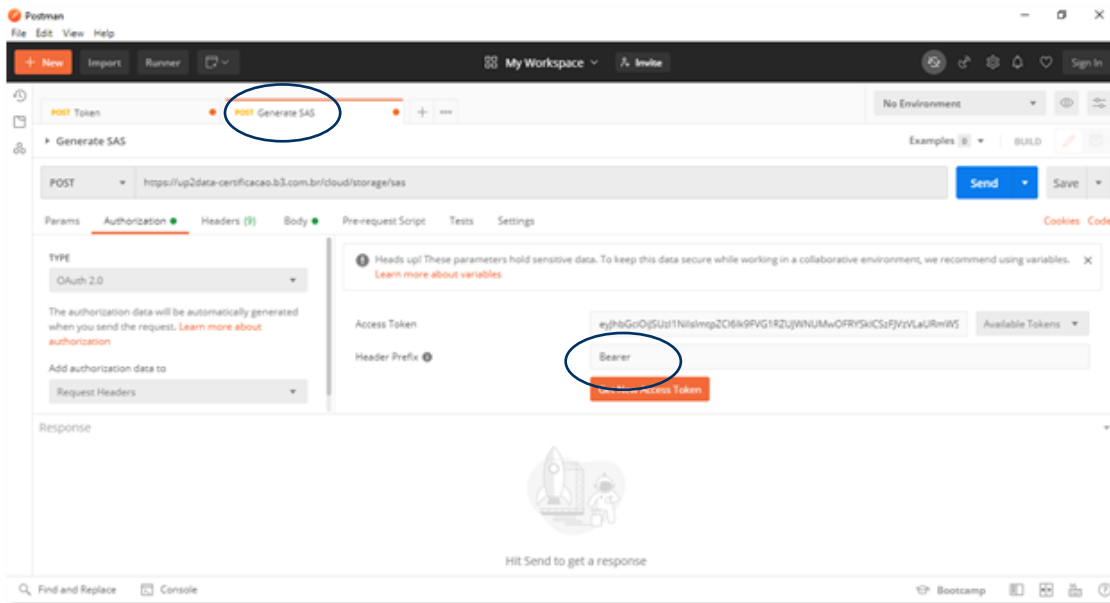 Postman
File Edit View Help
+ New Import Runner My Workspace Invite Sign In
POST Token POST Generate SAS + ••• No Environment
Generate SAS Examples 0 BUILD
POST https://up2data-certificacao.b3.com.br/cloud/storage/sas Send Save
Params Authorization Headers (9) Body Pre-request Script Tests Settings Cookies Code
TYPE
OAuth 2.0
The authorization data will be automatically generated
when you send the request. Learn more about
authorization
Add authorization data to
Request Headers
Heads up! These parameters hold sensitive data. To keep this data secure while working in a collaborative environment, we recommend using variables.
Learn more about variables
Access Token Available Tokens
Header Prefix Bearer
Get New Access Token
Response
Hit Send to get a response
Find and Replace Console Bootcamp